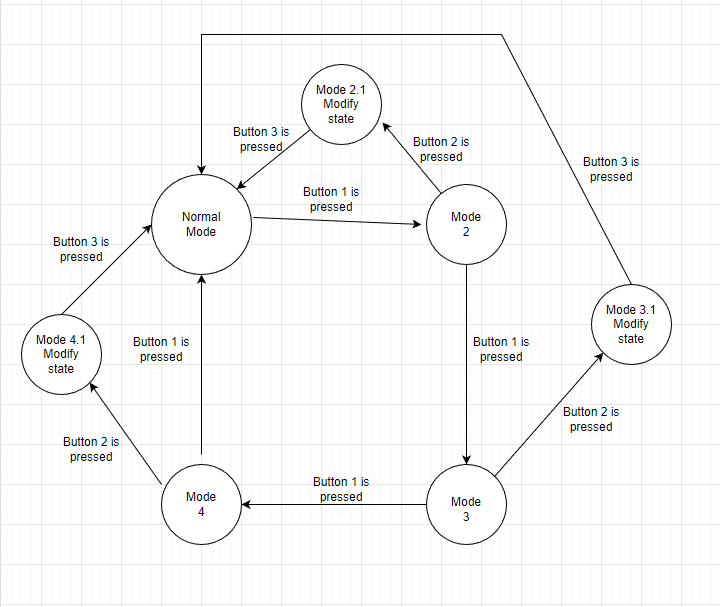 Mode 2.1
Modify
state
Button 3 is
pressed
Button 2 is
pressed
Button 3 is
pressed
Button 1 is
pressed
Normal
Mode
Mode
2
Button 3 is
pressed
Mode 3.1
Modify
state
Mode 4.1
Modify
state
Button 1 is
pressed
Button 1 is
pressed
Button 2 is
pressed
Button 2 is
pressed
Button 1 is
pressed
Mode
4
Mode
3